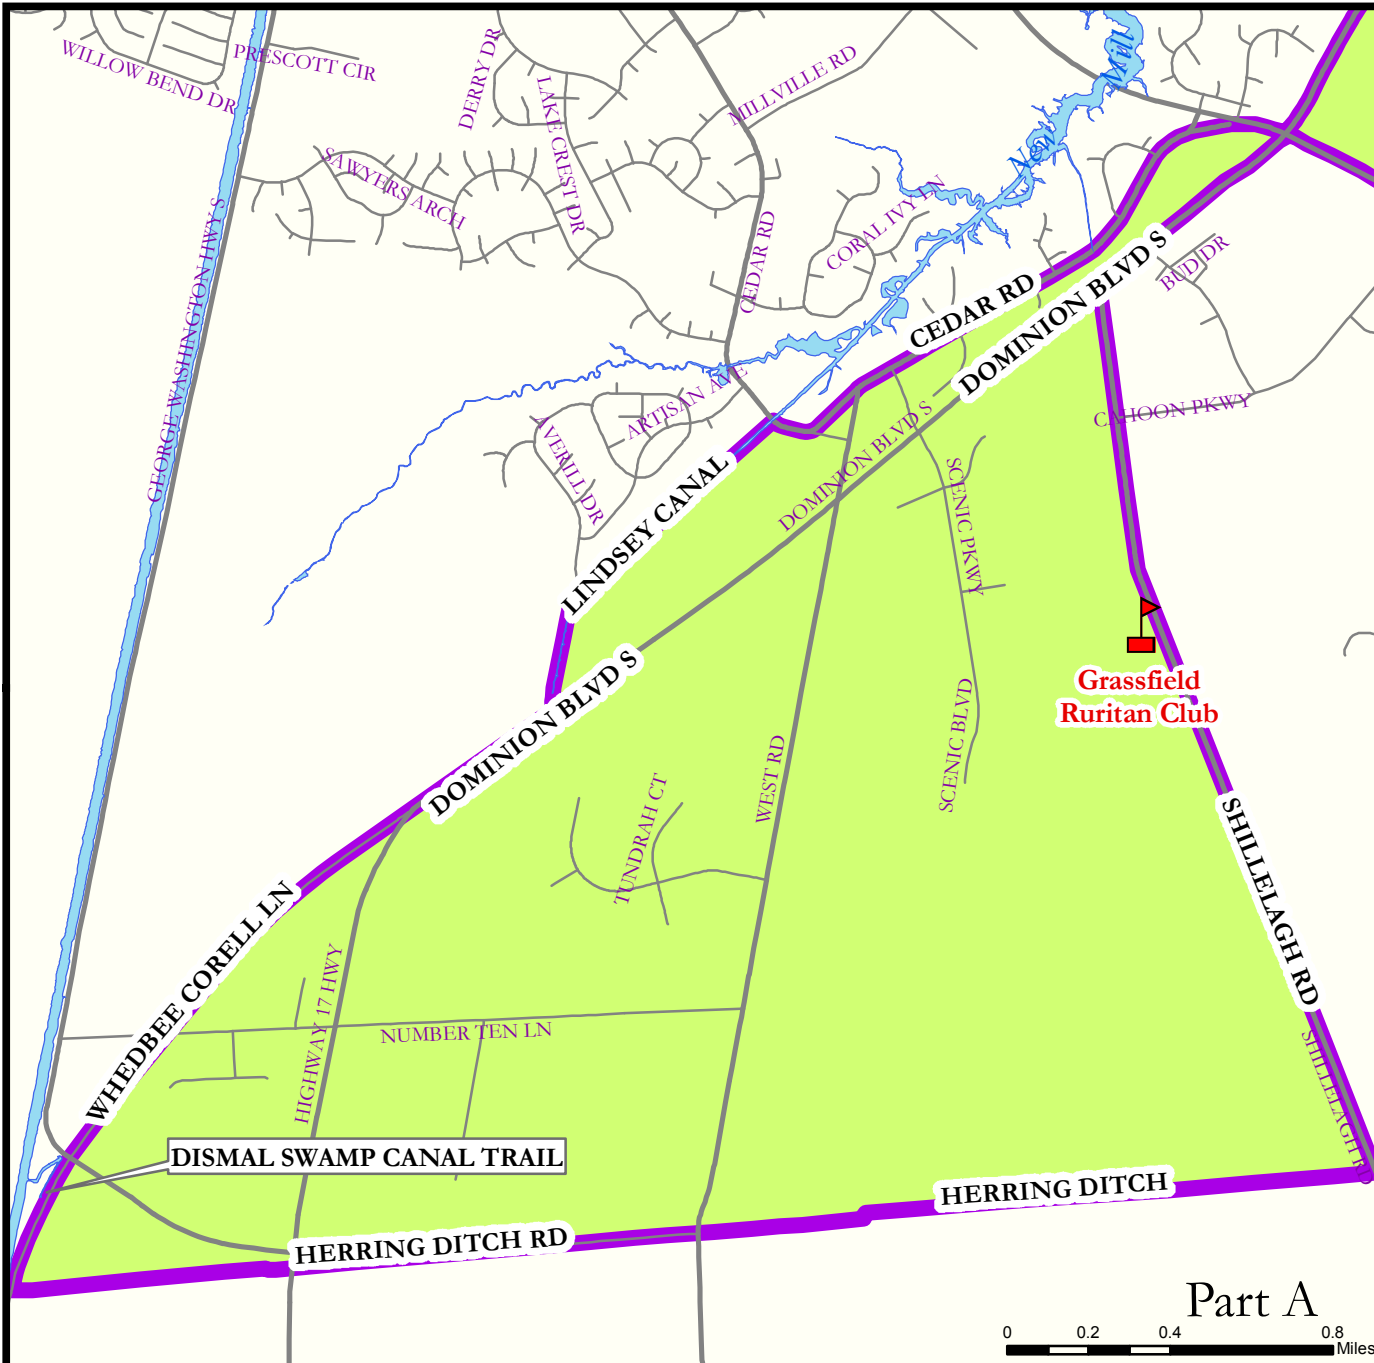 WILLOW BEND DR
PRESCOTT CIR
DERRY DR
LAKE CREST DR
MILLVILLE RD
Mill
New
SAWYERS ARCH
GEORGE WASHINGTON HWY S
CEDAR RD
CORAL IVY LN
BUD DR
CEDAR RD
DOMINION BLVD S
ARTISAN AVE
AVERILL DR
CAHOON PKWY
LINDSEY CANAL
DOMINION BLVD S
SCENIC PKWY
Grassfield
Ruritan Club
DOMINION BLVD S
SCENIC BLVD
WEST RD
TUNDRAH CT
SHILLELAGH RD
WHEDBEE CORELL LN
HIGHWAY 17 HWY
NUMBER TEN LN
SHILLELAGH RD
DISMAL SWAMP CANAL TRAIL
HERRING DITCH
HERRING DITCH RD
Part A
0 0.2 0.4 0.8
Miles